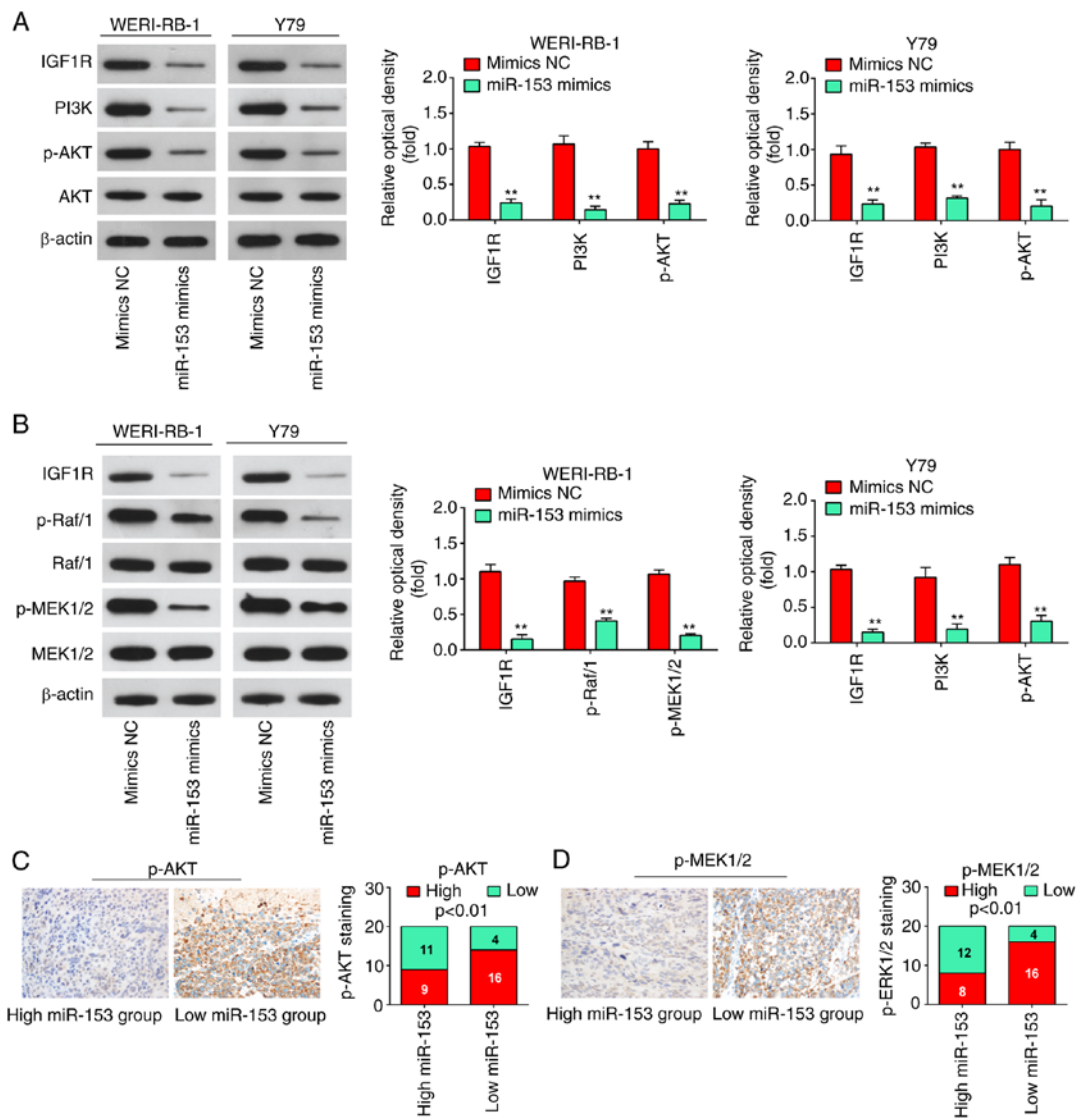 A
WERI-RB-1
Y79
IGF1R
PI3K
p-AKT
AKT
β-actin
Mimics NC
miR-153 mimics
Mimics NC
miR-153 mimics
WERI-RB-1
Mimics NC
miR-153 mimics
Relative optical density
(fold)
2.0
1.5
1.0
0.5
0.0
**
**
**
IGF1R
PI3K
p-AKT
Y79
Mimics NC
miR-153 mimics
Relative optical density
(fold)
2.0
1.5
1.0
0.5
0.0
**
**
**
IGF1R
PI3K
p-AKT
B
WERI-RB-1
Y79
IGF1R
p-Raf/1
Raf/1
p-MEK1/2
MEK1/2
β-actin
Mimics NC
miR-153 mimics
Mimics NC
miR-153 mimics
WERI-RB-1
Mimics NC
miR-153 mimics
Relative optical density
(fold)
2.0
1.5
1.0
0.5
0.0
**
**
**
IGF1R
p-Raf/1
p-MEK1/2
Y79
Mimics NC
miR-153 mimics
Relative optical density
(fold)
2.0
1.5
1.0
0.5
0.0
**
**
**
IGF1R
PI3K
p-AKT
C
p-AKT
High miR-153 group
Low miR-153 group
p-AKT
High
Low
p<0.01
p-AKT staining
30
20
10
0
11
9
4
16
High miR-153
Low miR-153
D
p-MEK1/2
High miR-153 group
Low miR-153 group
p-MEK1/2
High
Low
p<0.01
p-ERK1/2 staining
30
20
10
0
12
8
4
16
High miR-153
Low miR-153